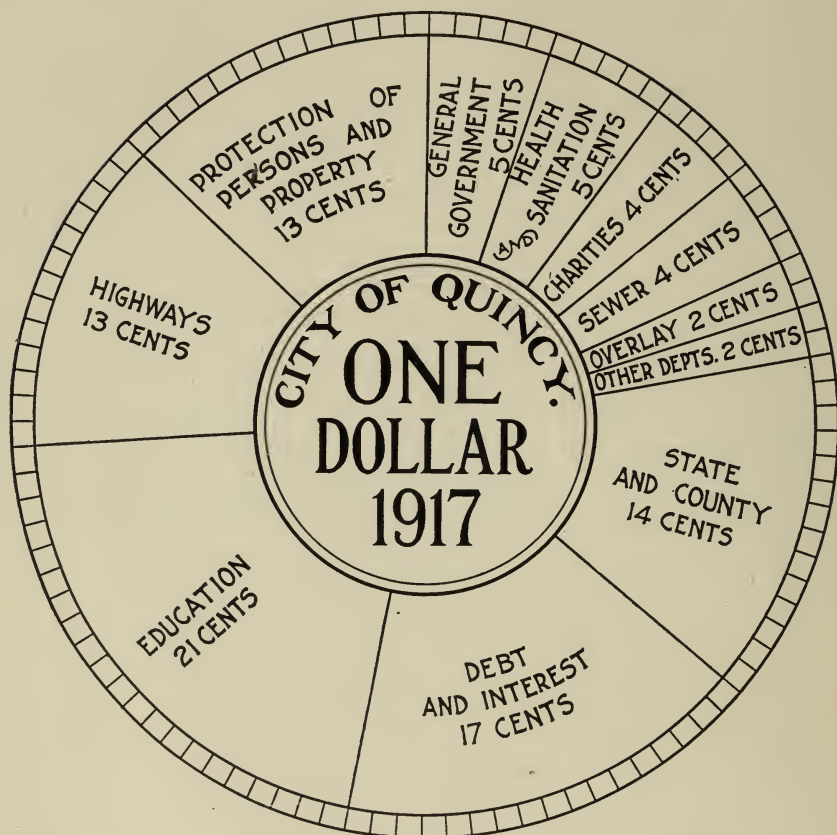 CITY OF QUINCY.
ONE
DOLLAR
1917
GENERAL
GOVERNMENT
5 CENTS
HEALTH
AND SANITATION
5 CENTS
CHARITIES 4 CENTS
SEWER 4 CENTS
OVERLAY 2 CENTS
OTHER DEPTS. 2 CENTS
STATE
AND COUNTY
14 CENTS
DEBT
AND INTEREST
17 CENTS
EDUCATION
21 CENTS
HIGHWAYS
13 CENTS
PROTECTION OF
PERSONS AND
PROPERTY
13 CENTS